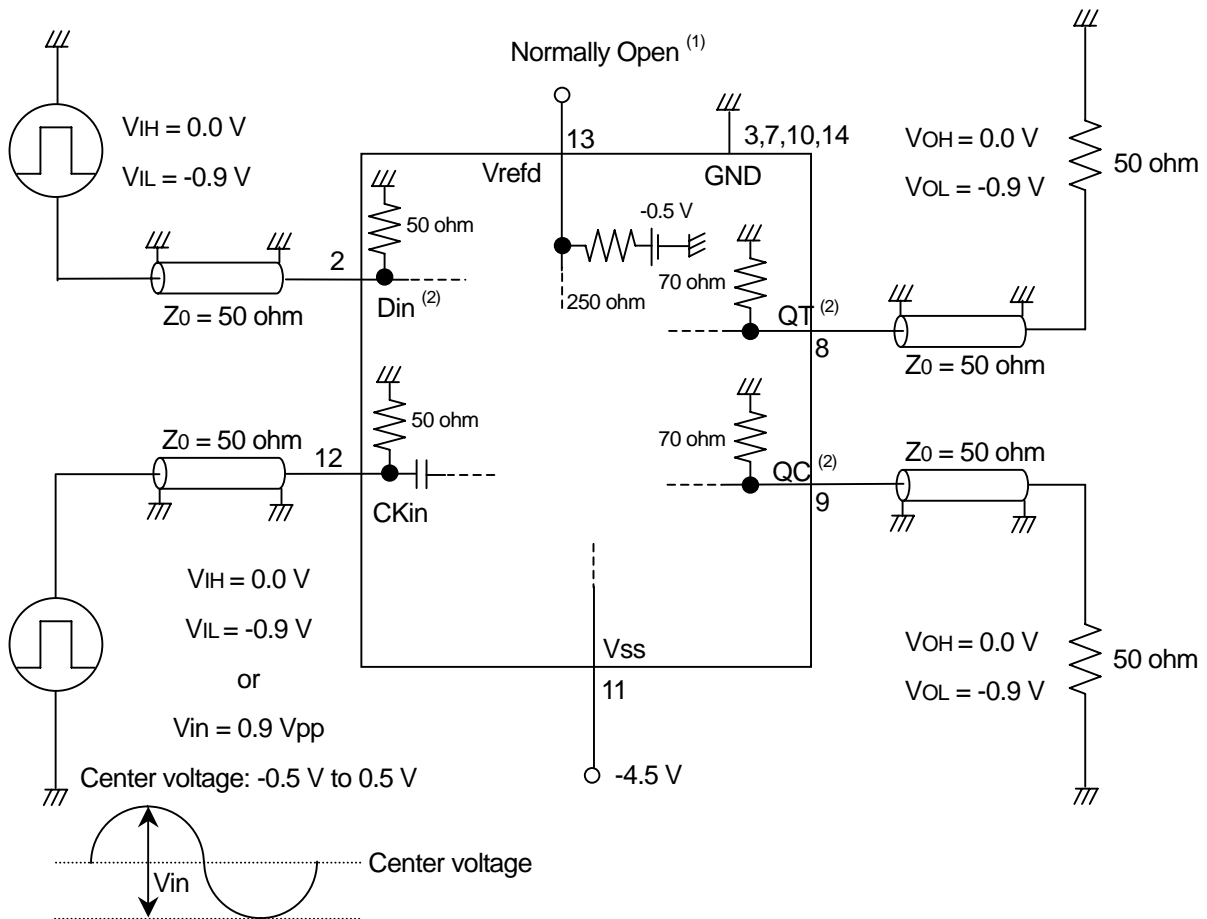 Normally Open (1)
VIH = 0.0 V
VIL = -0.9 V
13
3,7,10,14
Vrefd
GND
VOH = 0.0 V
VOL = -0.9 V
50 ohm
50 ohm
-0.5 V
2
Z0 = 50 ohm
Din (2)
250 ohm
70 ohm
QT (2)
8
Z0 = 50 ohm
Z0 = 50 ohm
12
50 ohm
CKin
70 ohm
QC (2)
9
Z0 = 50 ohm
VIH = 0.0 V
VIL = -0.9 V
or
Vin = 0.9 Vpp
Center voltage: -0.5 V to 0.5 V
Vss
11
-4.5 V
VOH = 0.0 V
VOL = -0.9 V
50 ohm
Vin
Center voltage